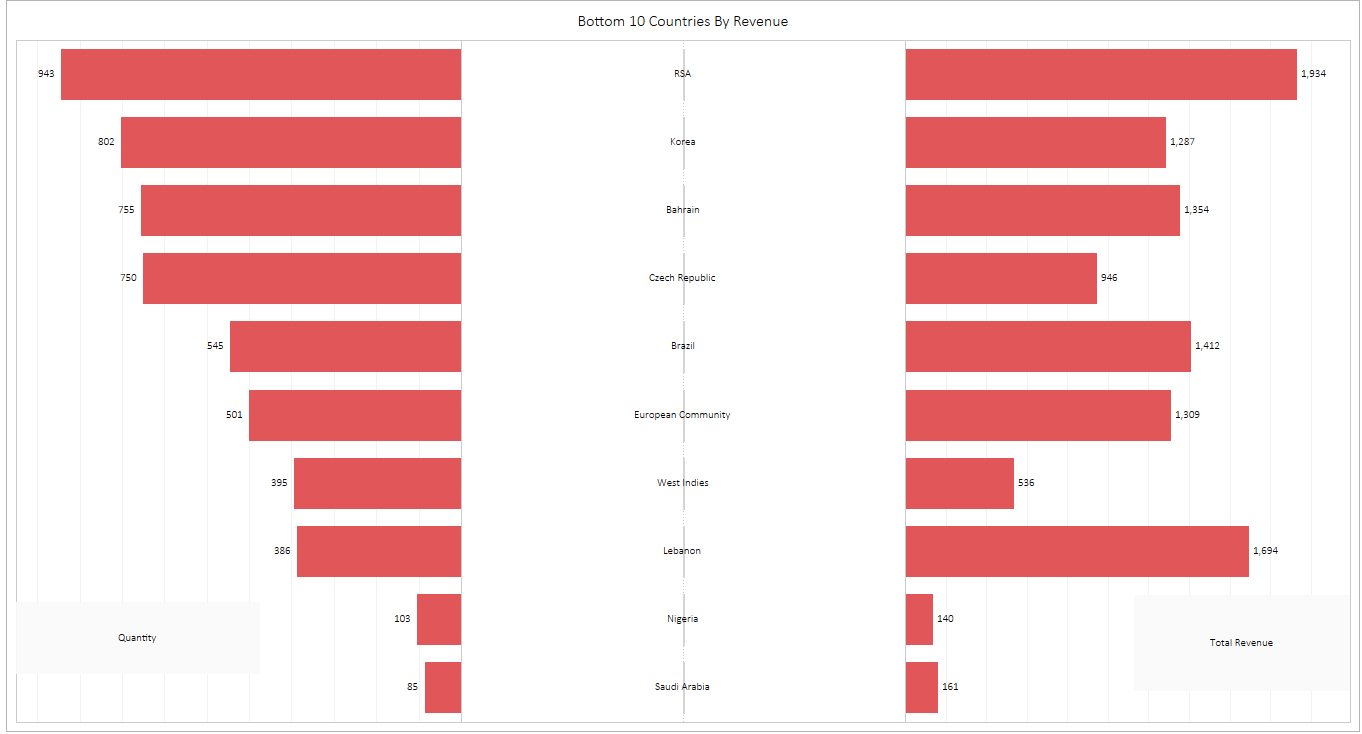 Bottom 10 Countries By Revenue
943 RSA 1,934
802 Korea 1,287
755 Bahrain 1,354
750 Czech Republic 946
545 Brazil 1,412
501 European Community 1,309
395 West Indies 536
386 Lebanon 1,694
103 Nigeria 140
Quantity Total Revenue
85 Saudi Arabia 161